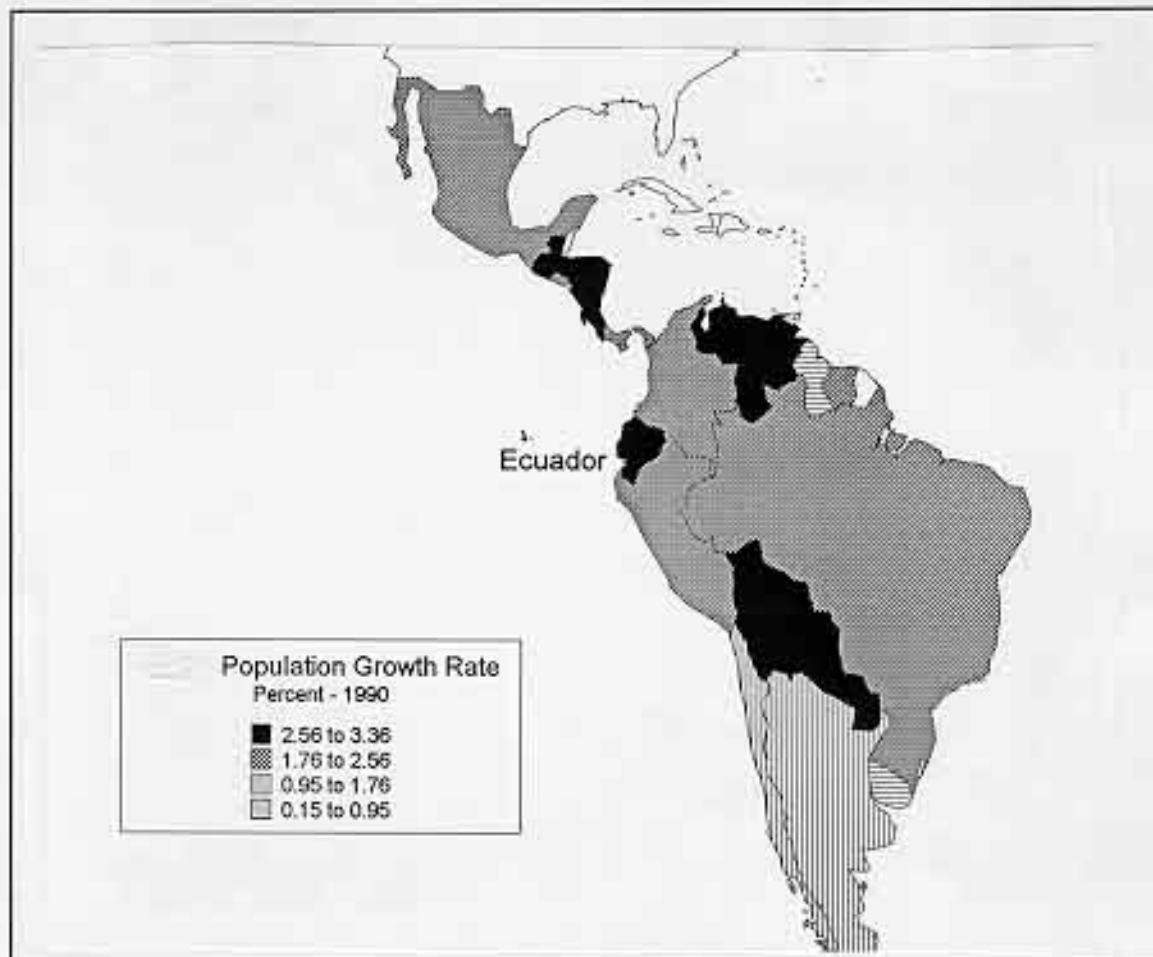 Ecuador
Population Growth Rate
Percent - 1990
2.56 to 3.36
1.76 to 2.56
0.95 to 1.76
0.15 to 0.95